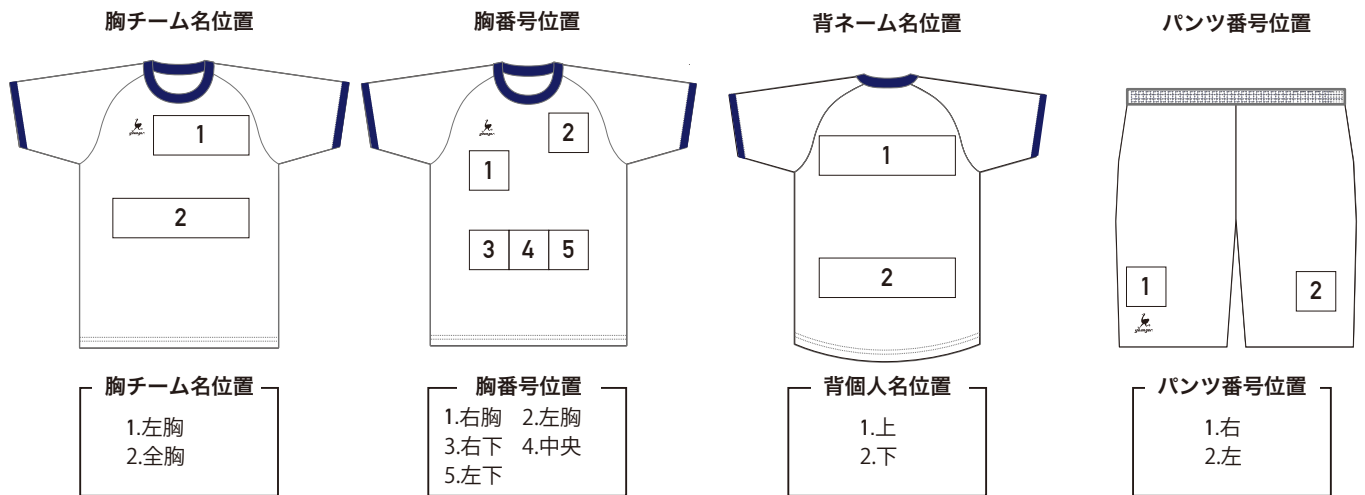 胸チーム名位置
胸番号位置
背ネーム名位置
パンツ番号位置
1
2
1
2
3 4 5
1
2
1
2
胸チーム名位置
1.左胸
2.全胸
胸番号位置
1.右胸 2.左胸
3.右下 4.中央
5.左下
背個人名位置
1.上
2.下
パンツ番号位置
1.右
2.左